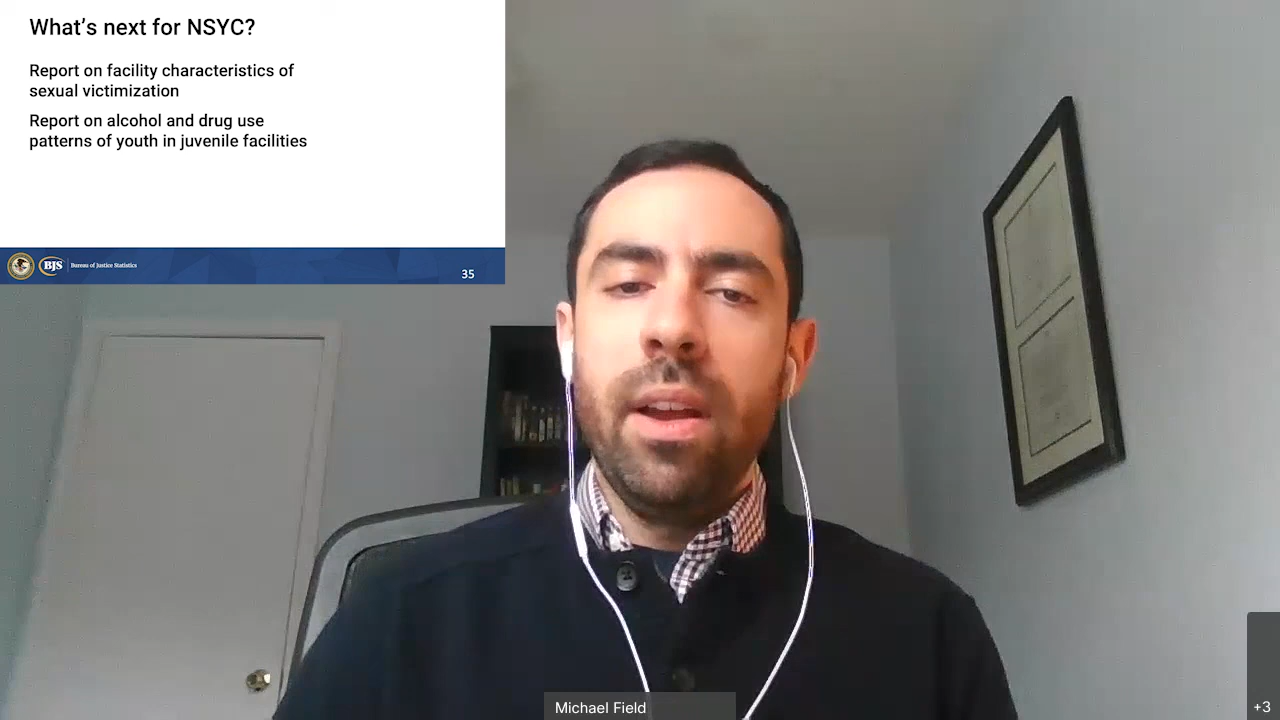 What's next for NSYC?
Report on facility characteristics of
sexual victimization
Report on alcohol and drug use
patterns of youth in juvenile facilities
BJS
Bureau of Justice Statistics
35
Michael Field
+3